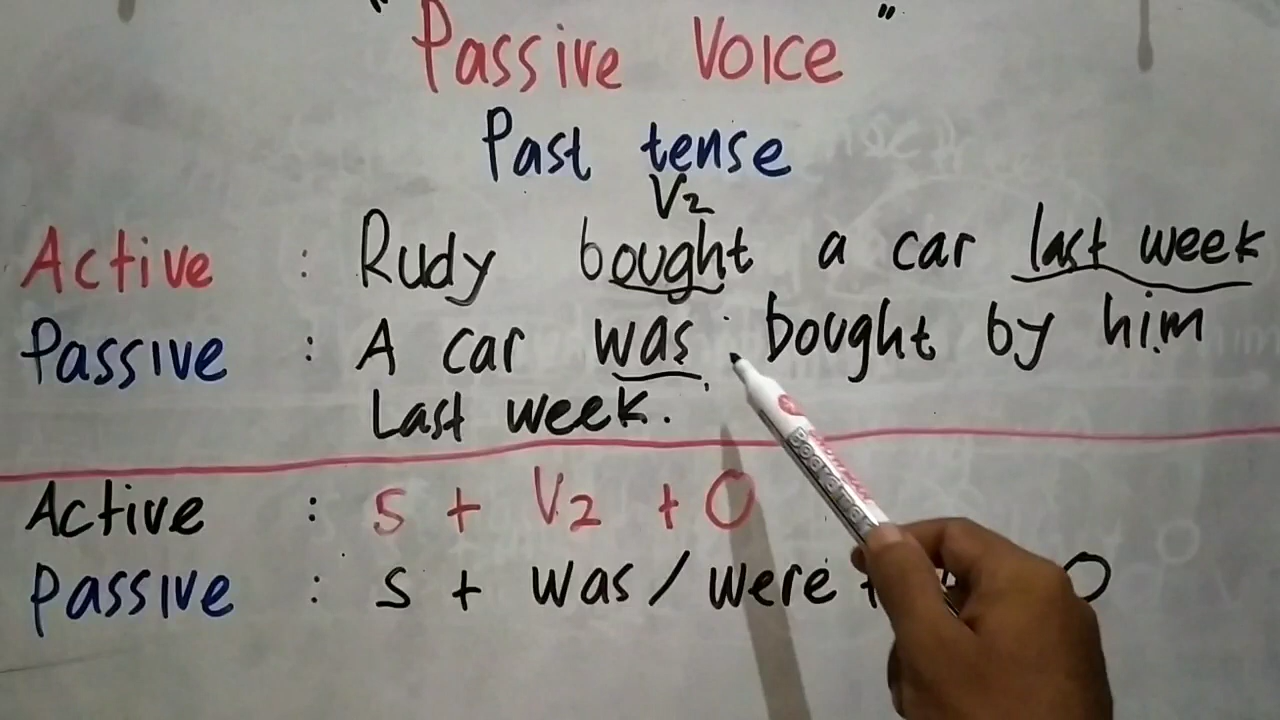 "Passive Voice"
Past tense
V2
Active : Rudy bought a car last week
Passive : A car was bought by him
Last week.
Active : S + V2 + O
Passive : S + was / were + O